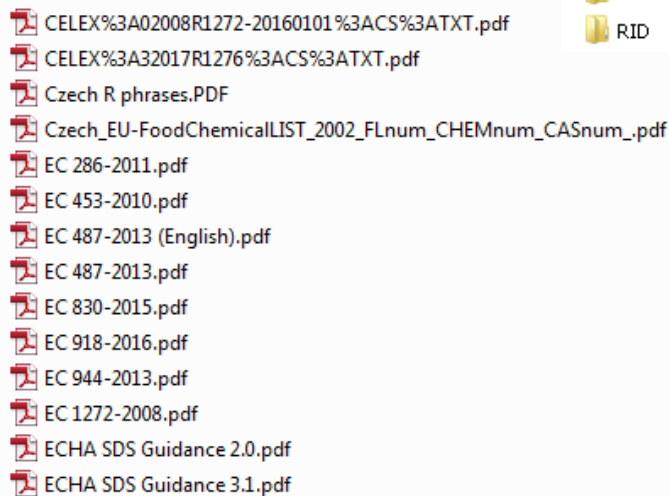 CELEX%3A02008R1272-20160101%3ACS%3ATXT.pdf
CELEX%3A32017R1276%3ACS%3ATXT.pdf
Czech R phrases.PDF
Czech_EU-FoodChemicalLIST_2002_FLnum_CHEMnum_CASnum_.pdf
EC 286-2011.pdf
EC 453-2010.pdf
EC 487-2013 (English).pdf
EC 487-2013.pdf
EC 830-2015.pdf
EC 918-2016.pdf
EC 944-2013.pdf
EC 1272-2008.pdf
ECHA SDS Guidance 2.0.pdf
ECHA SDS Guidance 3.1.pdf
RID